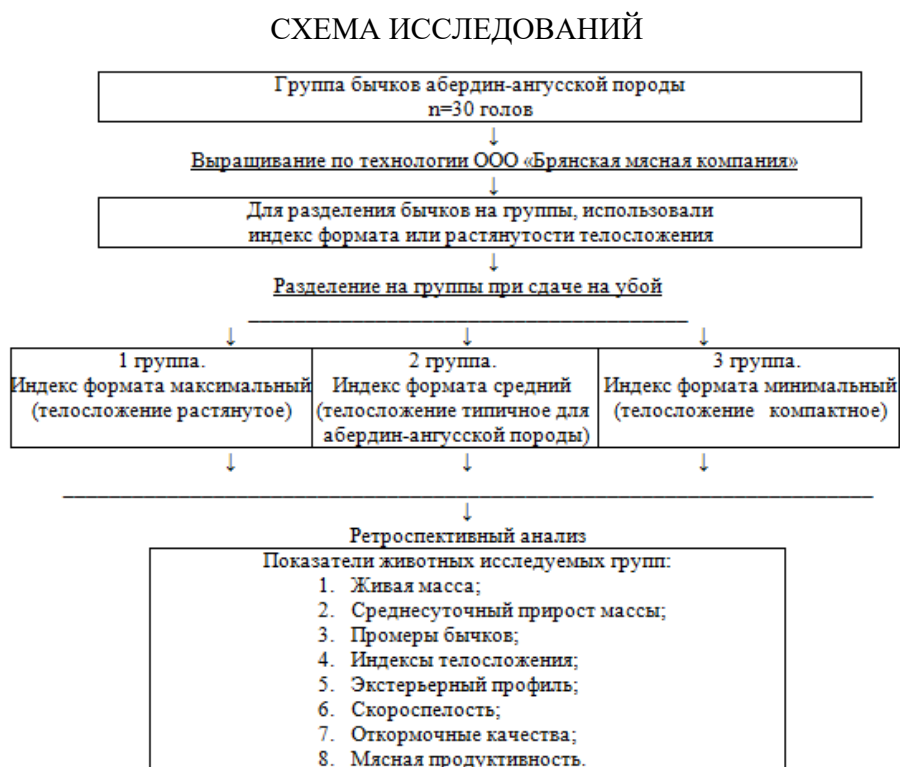 СХЕМА ИССЛЕДОВАНИЙ
Группа бычков абердин-ангусской породы
n=30 голов
↓
Выращивание по технологии ООО «Брянская мясная компания»
↓
Для разделения бычков на группы, использовали
индекс формата или растянутости телосложения
↓
Разделение на группы при сдаче на убой
↓ ↓ ↓
1 группа.
Индекс формата максимальный
(телосложение растянутое)
2 группа.
Индекс формата средний
(телосложение типичное для
абердин-ангусской породы)
3 группа.
Индекс формата минимальный
(телосложение компактное)
↓ ↓ ↓
↓
Ретроспективный анализ
Показатели животных исследуемых групп:
1. Живая масса;
2. Среднесуточный прирост массы;
3. Промеры бычков;
4. Индексы телосложения;
5. Экстерьерный профиль;
6. Скороспелость;
7. Откормочные качества;
8. Мясная продуктивность.